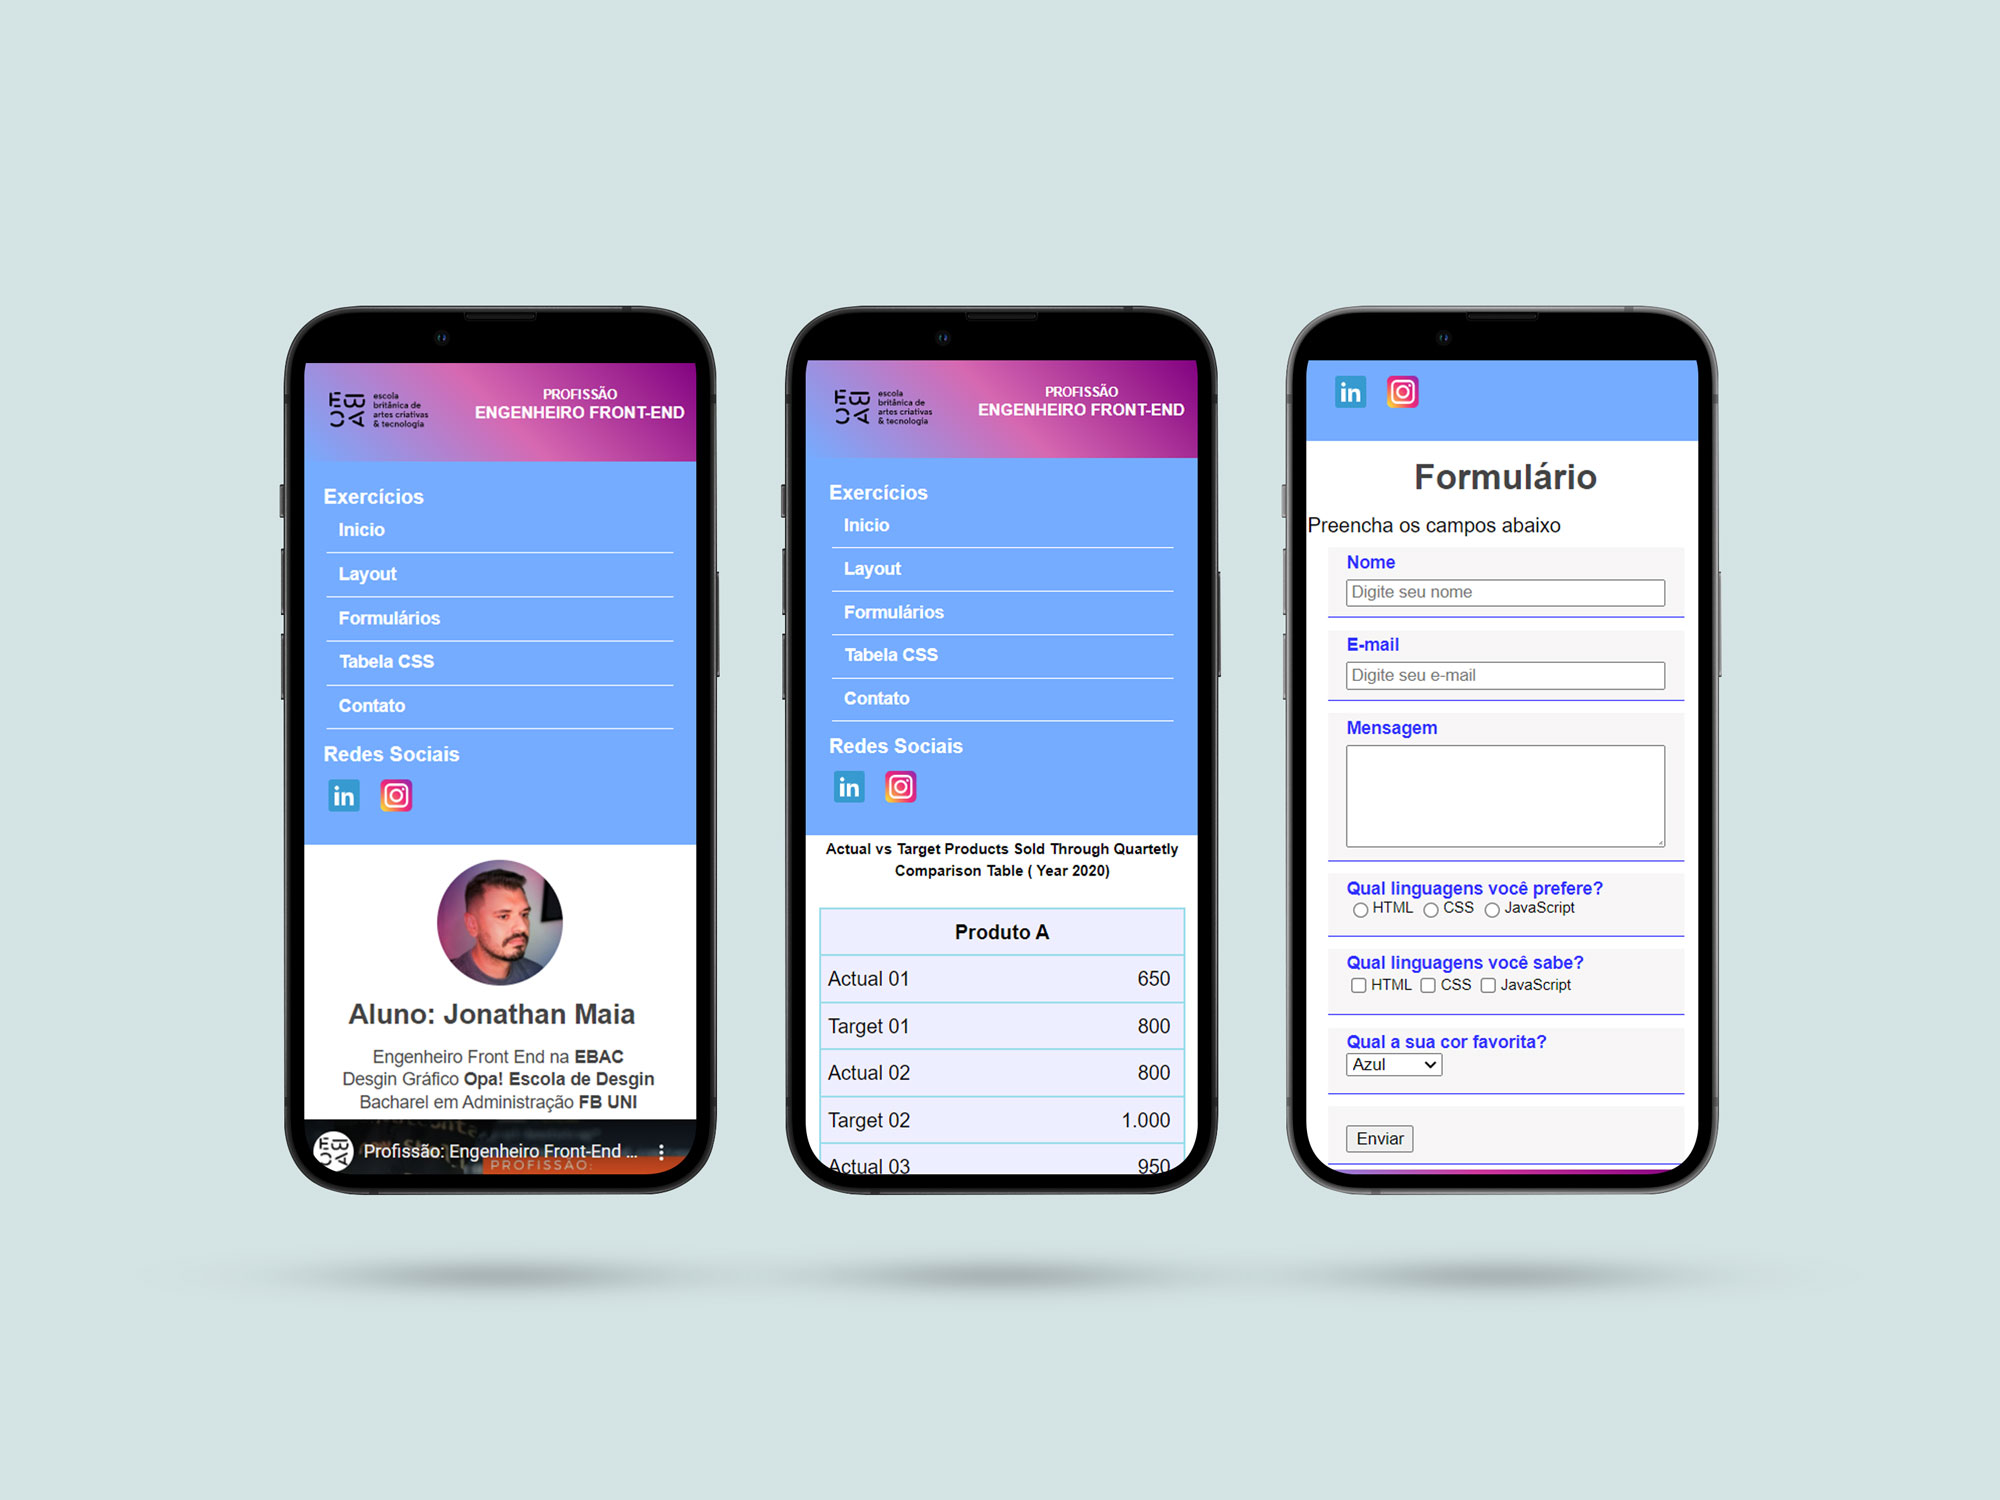 escola
britânica de
artes criativas
& tecnologia
PROFISSÃO
ENGENHEIRO FRONT-END
Exercícios
Inicio
Layout
Formulários
Tabela CSS
Contato
Redes Sociais
in
Aluno: Jonathan Maia
Engenheiro Front End na EBAC
Desgin Gráfico Opa! Escola de Desgin
Bacharel em Administração FB UNI
Profissão: Engenheiro Front-End ...
PROFISSÃO:
escola
britânica de
artes criativas
& tecnologia
PROFISSÃO
ENGENHEIRO FRONT-END
Exercícios
Inicio
Layout
Formulários
Tabela CSS
Contato
Redes Sociais
in
Actual vs Target Products Sold Through Quartetly
Comparison Table ( Year 2020)
Produto A
Actual 01 650
Target 01 800
Actual 02 800
Target 02 1.000
Actual 03 950
in
Formulário
Preencha os campos abaixo
Nome
Digite seu nome
E-mail
Digite seu e-mail
Mensagem
Qual linguagens você prefere?
HTML CSS JavaScript
Qual linguagens você sabe?
HTML CSS JavaScript
Qual a sua cor favorita?
Azul
Enviar